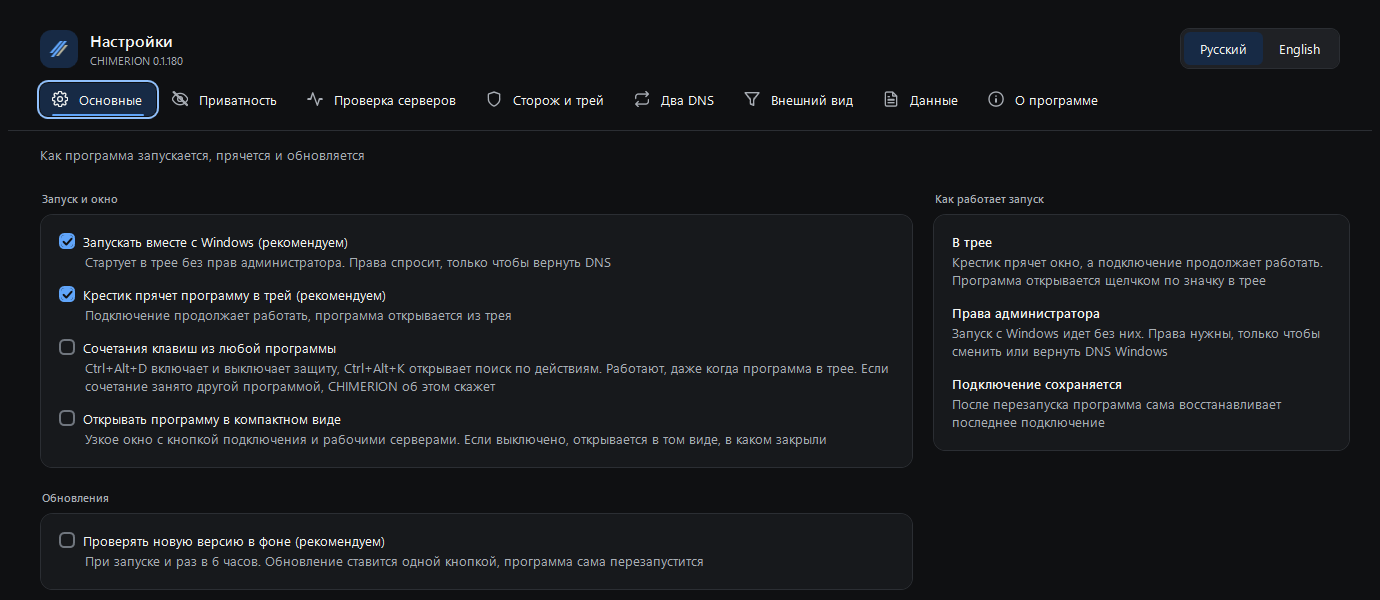 Настройки
CHIMERION 0.1.180
Русский
English
Основные
Приватность
Проверка серверов
Сторож и трей
Два DNS
Внешний вид
Данные
О программе
Как программа запускается, прячется и обновляется
Запуск и окно
Запускать вместе с Windows (рекомендуем)
Стартует в трее без прав администратора. Права спросит, только чтобы вернуть DNS
Крестик прячет программу в трей (рекомендуем)
Подключение продолжает работать, программа открывается из трея
Сочетания клавиш из любой программы
Ctrl+Alt+D включает и выключает защиту, Ctrl+Alt+K открывает поиск по действиям. Работают, даже когда программа в трее. Если
сочетание занято другой программой, CHIMERION об этом скажет
Открывать программу в компактном виде
Узкое окно с кнопкой подключения и рабочими серверами. Если выключено, открывается в том виде, в каком закрыли
Обновления
Проверять новую версию в фоне (рекомендуем)
При запуске и раз в 6 часов. Обновление ставится одной кнопкой, программа сама перезапустится
Как работает запуск
В трее
Крестик прячет окно, а подключение продолжает работать.
Программа открывается щелчком по значку в трее
Права администратора
Запуск с Windows идет без них. Права нужны, только чтобы
сменить или вернуть DNS Windows
Подключение сохраняется
После перезапуска программа сама восстанавливает
последнее подключение